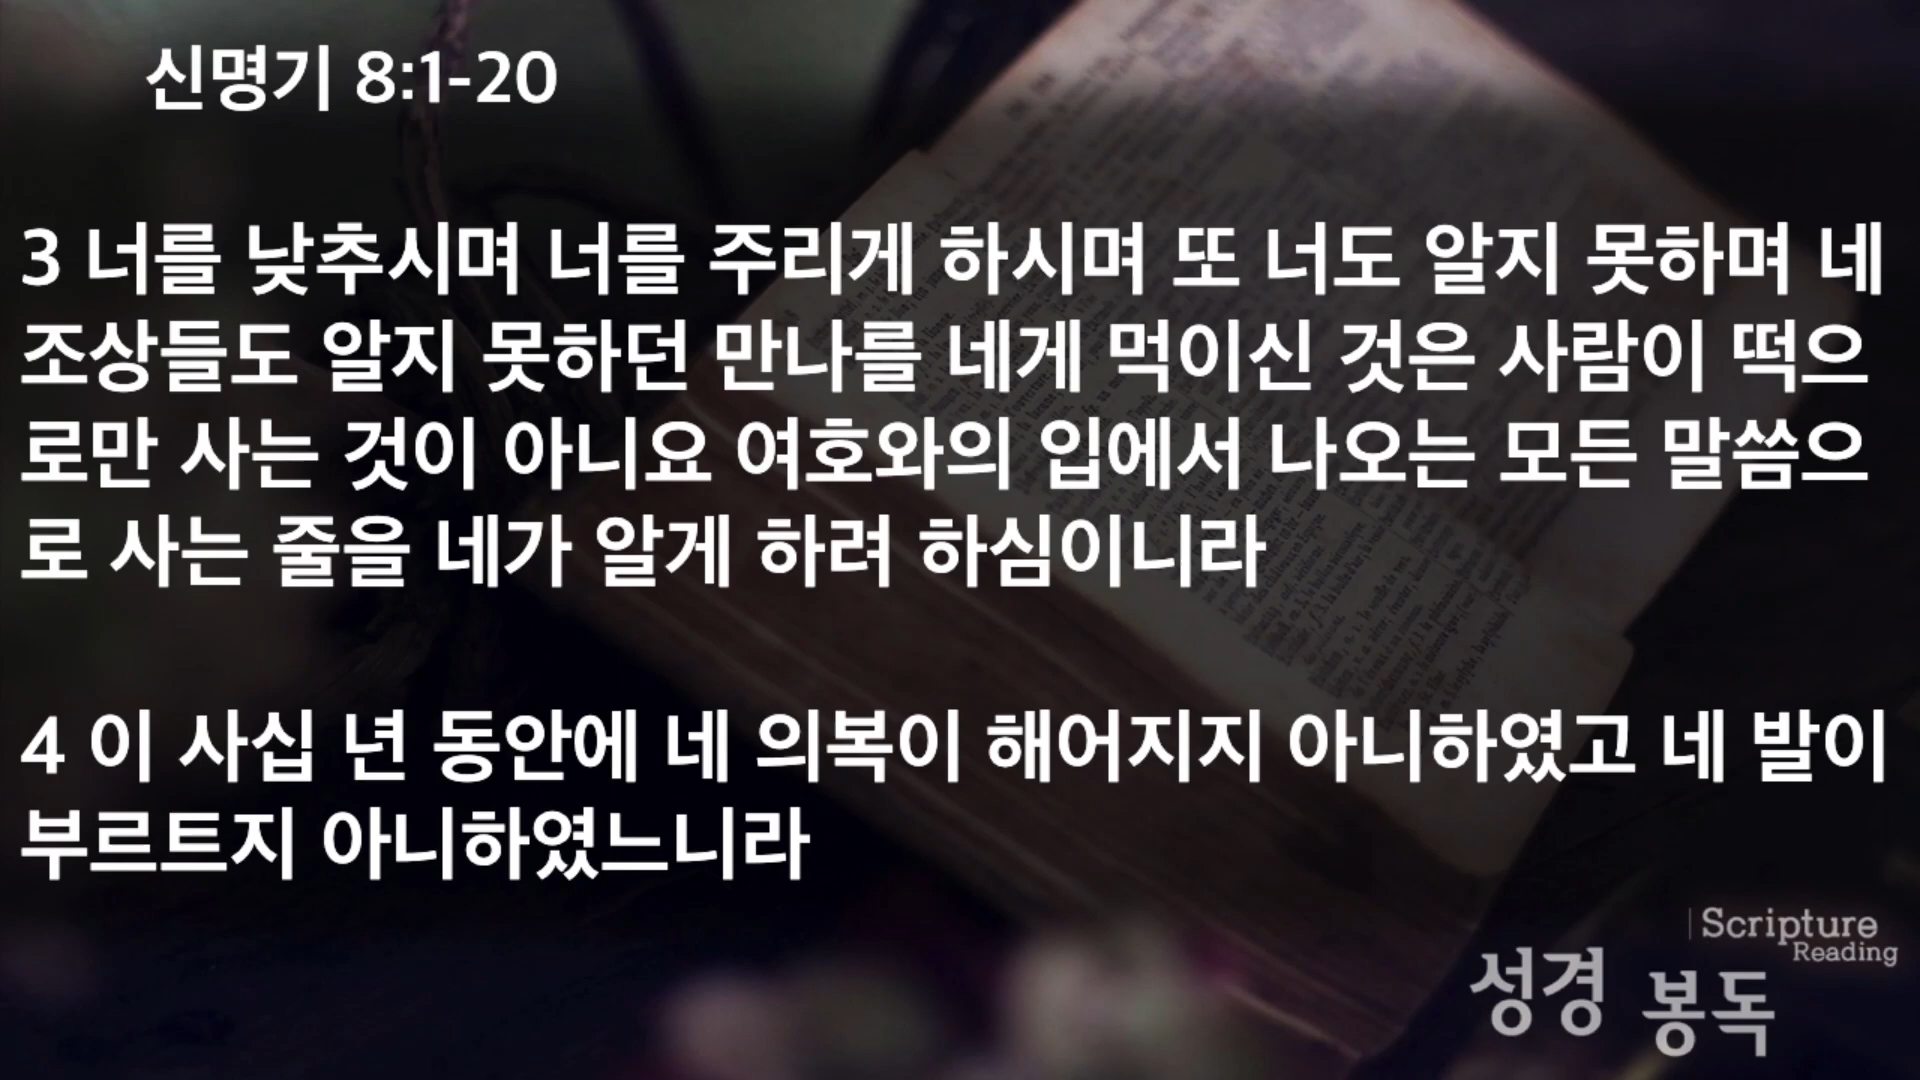 신명기 8:1-20
3 너를 낮추시며 너를 주리게 하시며 또 너도 알지 못하며 네
조상들도 알지 못하던 만나를 네게 먹이신 것은 사람이 떡으
로만 사는 것이 아니요 여호와의 입에서 나오는 모든 말씀으
로 사는 줄을 네가 알게 하려 하심이니라
4 이 사십 년 동안에 네 의복이 해어지지 아니하였고 네 발이
부르트지 아니하였느니라
Scripture
Reading
성경 봉독